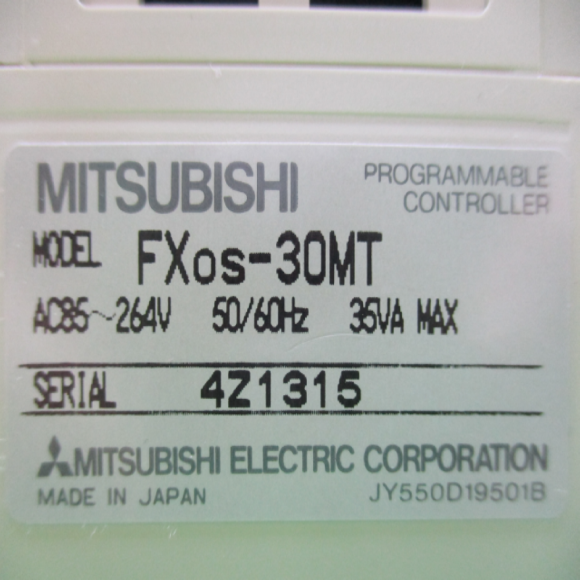 MITSUBISHI
PROGRAMMABLE
CONTROLLER
MODEL FXos-30MT
AC85~264V 50/60Hz 35VA MAX
SERIAL 4Z1315
MITSUBISHI ELECTRIC CORPORATION
MADE IN JAPAN JY550D19501B